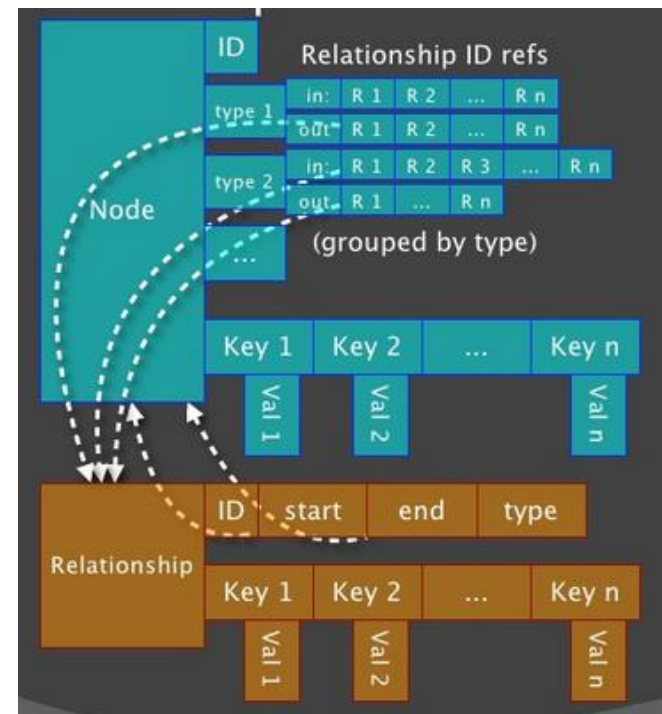 ID
Relationship ID refs
type 1
in: R 1 R 2 ... R n
out: R 1 R 2 ... R n
type 2
in: R 1 R 2 R 3 ... R n
out: R 1 ... R n
Node
...
(grouped by type)
Key 1 Key 2 ... Key n
Val 1 Val 2 Val n
ID start end type
Relationship
Key 1 Key 2 ... Key n
Val 1 Val 2 Val n